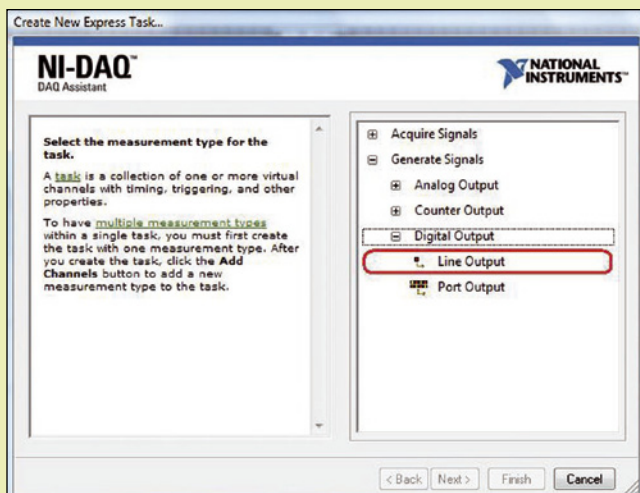 Create New Express Task...
NI-DAQ™
DAQ Assistant
NATIONAL
INSTRUMENTS™
Select the measurement type for the
task.
A task is a collection of one or more virtual
channels with timing, triggering, and other
properties.
To have multiple measurement types
within a single task, you must first create
the task with one measurement type. After
you create the task, click the Add
Channels button to add a new
measurement type to the task.
Acquire Signals
Generate Signals
Analog Output
Counter Output
Digital Output
Line Output
Port Output
< Back
Next >
Finish
Cancel